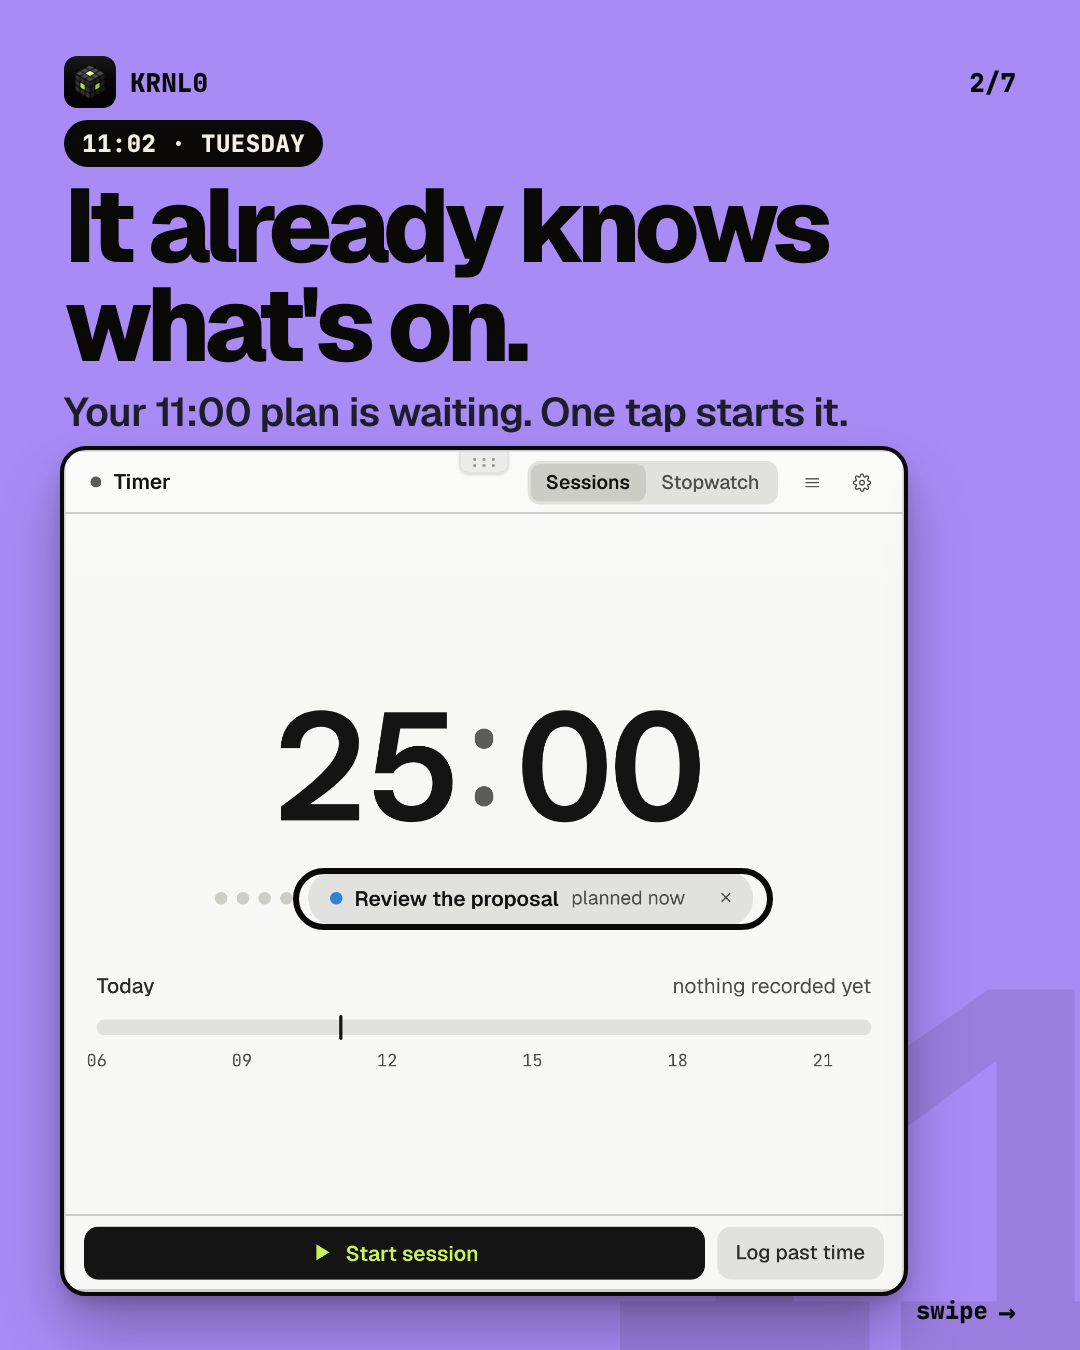 KRNL0
2/7
11:02 · TUESDAY
It already knows
what's on.
Your 11:00 plan is waiting. One tap starts it.
Timer
Sessions
Stopwatch
25:00
Review the proposal planned now ×
Today
nothing recorded yet
06 09 12 15 18 21
Start session
Log past time
swipe →